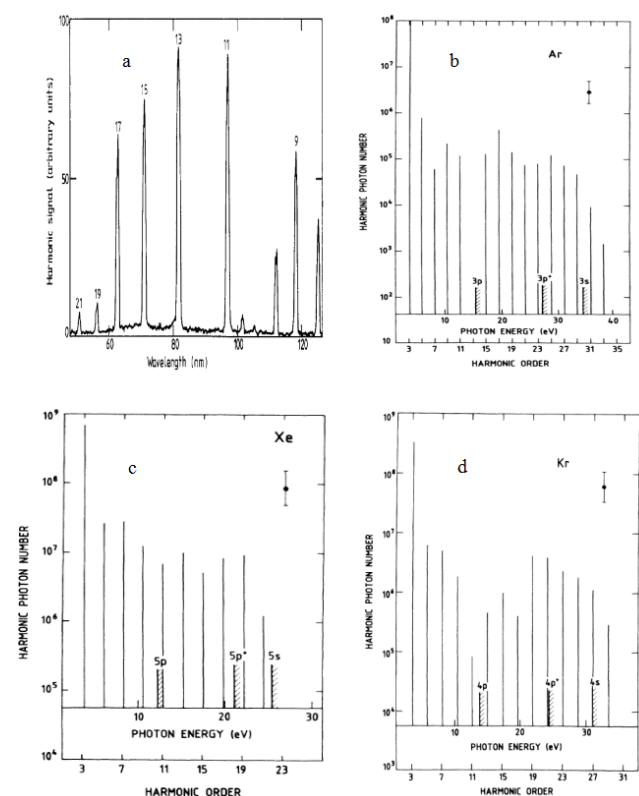 a
100
50
0
Harmonic signal (arbitrary units)
21
19
17
15
13
11
9
60
80
100
120
Wavelength (nm)
b
Ar
10⁸
10⁷
10⁶
10⁵
10⁴
10³
10²
10
HARMONIC PHOTON NUMBER
3p
3p*
3s
10 20 30 40
PHOTON ENERGY (eV)
3 7 11 15 19 23 27 31 35
HARMONIC ORDER
c
Xe
10⁹
10⁸
10⁷
10⁶
10⁵
10⁴
HARMONIC PHOTON NUMBER
5p
5p*
5s
10 20 30
PHOTON ENERGY (eV)
3 7 11 15 19 23
HARMONIC ORDER
d
Kr
10⁹
10⁸
10⁷
10⁶
10⁵
10⁴
10³
HARMONIC PHOTON NUMBER
4p
4p*
4s
10 20 30
PHOTON ENERGY (eV)
3 7 11 15 19 23 27 31
HARMONIC ORDER